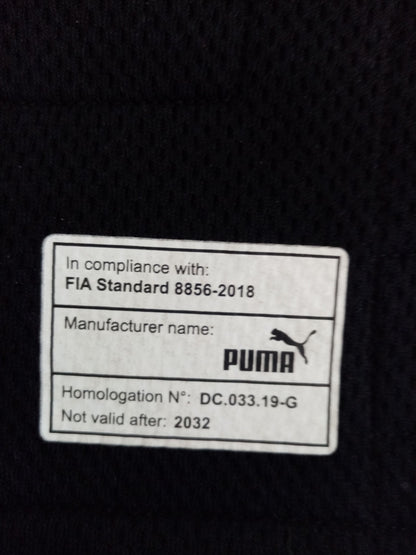 In compliance with:
FIA Standard 8856-2018
Manufacturer name:
PUMA
Homologation N°: DC.033.19-G
Not valid after: 2032